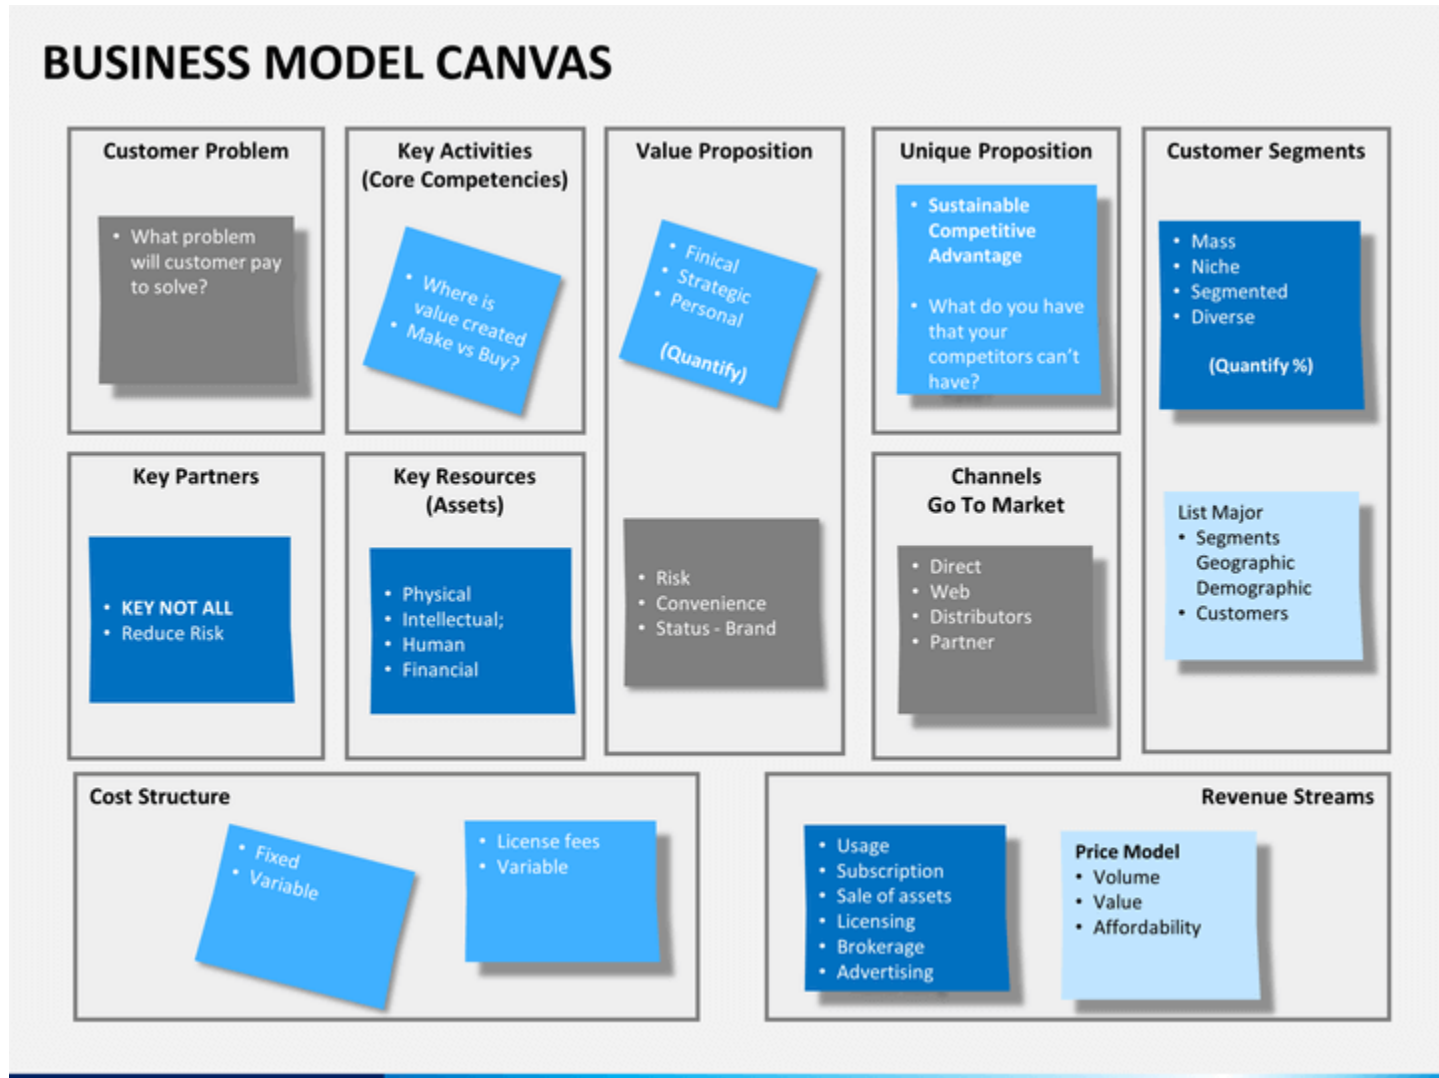 BUSINESS MODEL CANVAS
Customer Problem
• What problem
will customer pay
to solve?
Key Activities
(Core Competencies)
• Where is
value created
• Make vs Buy?
Value Proposition
• Finical
• Strategic
• Personal
(Quantify)
• Risk
• Convenience
• Status - Brand
Unique Proposition
• Sustainable
Competitive
Advantage
• What do you have
that your
competitors can't
have?
Customer Segments
• Mass
• Niche
• Segmented
• Diverse
(Quantify %)
List Major
• Segments
Geographic
Demographic
• Customers
Key Partners
• KEY NOT ALL
• Reduce Risk
Key Resources
(Assets)
• Physical
• Intellectual;
• Human
• Financial
Channels
Go To Market
• Direct
• Web
• Distributors
• Partner
Cost Structure
• Fixed
• Variable
• License fees
• Variable
Revenue Streams
• Usage
• Subscription
• Sale of assets
• Licensing
• Brokerage
• Advertising
Price Model
• Volume
• Value
• Affordability